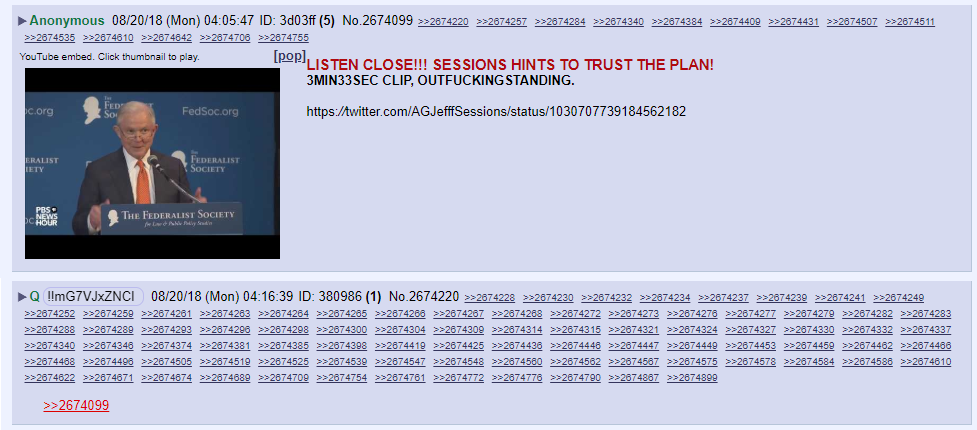 ▶Anonymous 08/20/18 (Mon) 04:05:47 ID: 3d03ff (5) No.2674099 >>2674220 >>2674257 >>2674284 >>2674340 >>2674384 >>2674409 >>2674431 >>2674507 >>2674511
>>2674535 >>2674610 >>2674642 >>2674706 >>2674755
YouTube embed. Click thumbnail to play.
[pop]
LISTEN CLOSE!!! SESSIONS HINTS TO TRUST THE PLAN!
3MIN33SEC CLIP, OUTFUCKINGSTANDING.
https://twitter.com/AGJefffSessions/status/1030707739184562182
FedSoc.org
THE FEDERALIST
SOCIETY
PBS
NEWS
HOUR
THE FEDERALIST SOCIETY
for Law & Public Policy Studies
▶Q !!mG7VJxZNCI 08/20/18 (Mon) 04:16:39 ID: 380986 (1) No.2674220 >>2674228 >>2674230 >>2674232 >>2674234 >>2674237 >>2674239 >>2674241 >>2674249
>>2674252 >>2674259 >>2674261 >>2674263 >>2674264 >>2674265 >>2674266 >>2674267 >>2674268 >>2674272 >>2674273 >>2674276 >>2674277 >>2674279 >>2674282 >>2674283
>>2674288 >>2674289 >>2674293 >>2674296 >>2674298 >>2674300 >>2674304 >>2674309 >>2674314 >>2674315 >>2674321 >>2674324 >>2674327 >>2674330 >>2674332 >>2674337
>>2674340 >>2674346 >>2674374 >>2674381 >>2674385 >>2674398 >>2674419 >>2674425 >>2674436 >>2674446 >>2674447 >>2674449 >>2674453 >>2674459 >>2674462 >>2674466
>>2674468 >>2674496 >>2674505 >>2674519 >>2674525 >>2674539 >>2674547 >>2674548 >>2674560 >>2674562 >>2674567 >>2674575 >>2674578 >>2674584 >>2674586 >>2674610
>>2674622 >>2674671 >>2674674 >>2674689 >>2674709 >>2674754 >>2674761 >>2674772 >>2674776 >>2674790 >>2674867 >>2674899
>>2674099